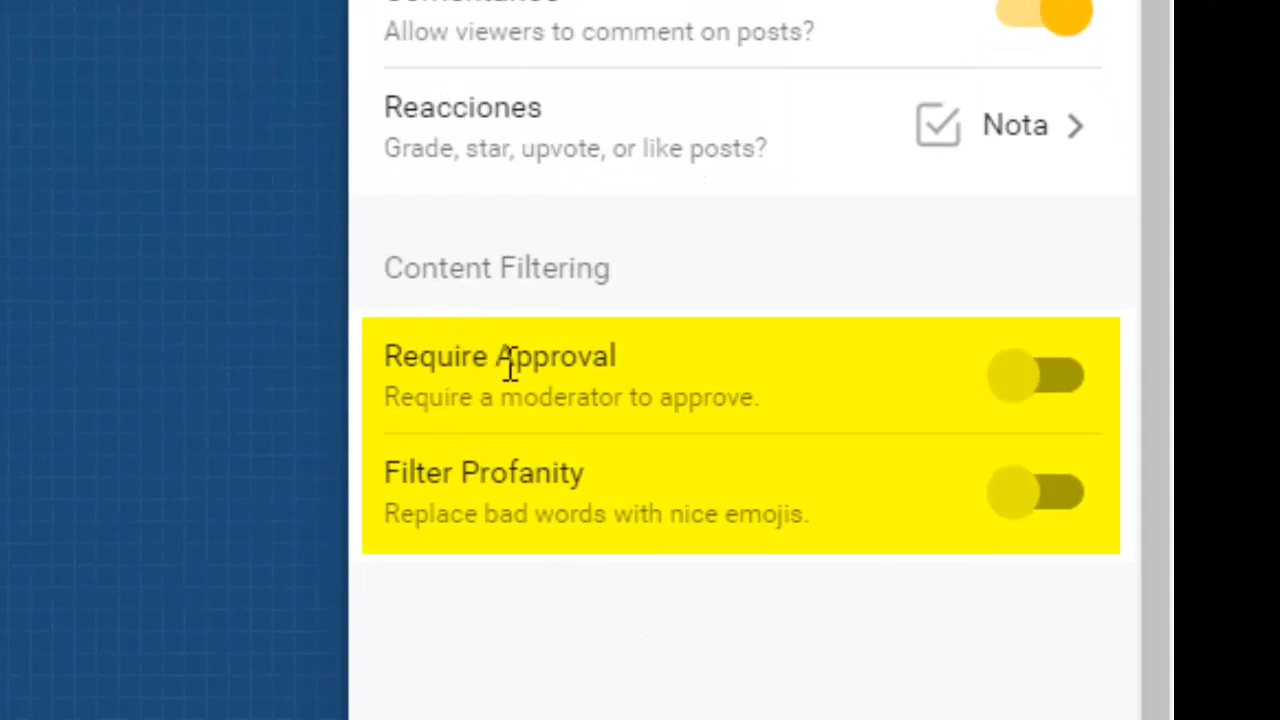 Allow viewers to comment on posts?
Reacciones
Nota
Grade, star, upvote, or like posts?
Content Filtering
Require Approval
Require a moderator to approve.
Filter Profanity
Replace bad words with nice emojis.